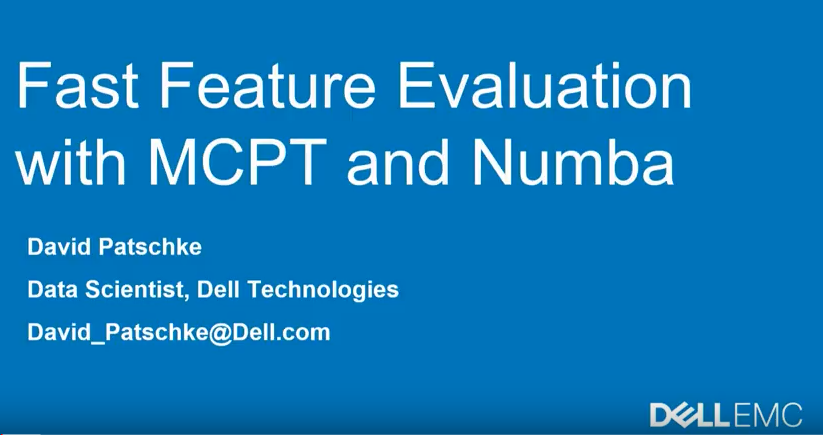 Fast Feature Evaluation
with MCPT and Numba
David Patschke
Data Scientist, Dell Technologies
David_Patschke@Dell.com
DELLEMC